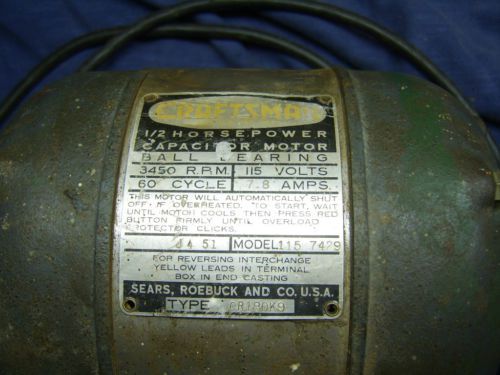 CRAFTSMAN
1/2 HORSEPOWER
CAPACITOR MOTOR
BALL BEARING
3450 R.P.M. 115 VOLTS
60 CYCLE 7.8 AMPS.
THIS MOTOR WILL AUTOMATICALLY SHUT
OFF IF OVERHEATED. TO START, WAIT
UNTIL MOTOR COOLS THEN PRESS RED
BUTTON FIRMLY UNTIL OVERLOAD
PROTECTOR CLICKS.
51 MODEL 115 7429
FOR REVERSING INTERCHANGE
YELLOW LEADS IN TERMINAL
BOX IN END CASTING
SEARS, ROEBUCK AND CO. U.S.A.
TYPE